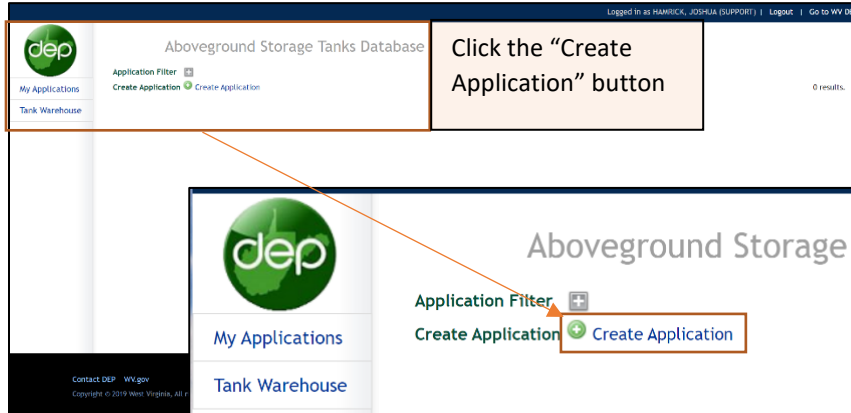 Logged in as HAMRICK, JOSHUA (SUPPORT) | Logout | Go to WV DE
dep
Aboveground Storage Tanks Database
Click the “Create
Application” button
Application Filter
My Applications
Create Application Create Application
0 results.
Tank Warehouse
dep
Aboveground Storage
Application Filter
Create Application Create Application
My Applications
Tank Warehouse
Contact DEP WV.gov
Copyright © 2019 West Virginia, All r